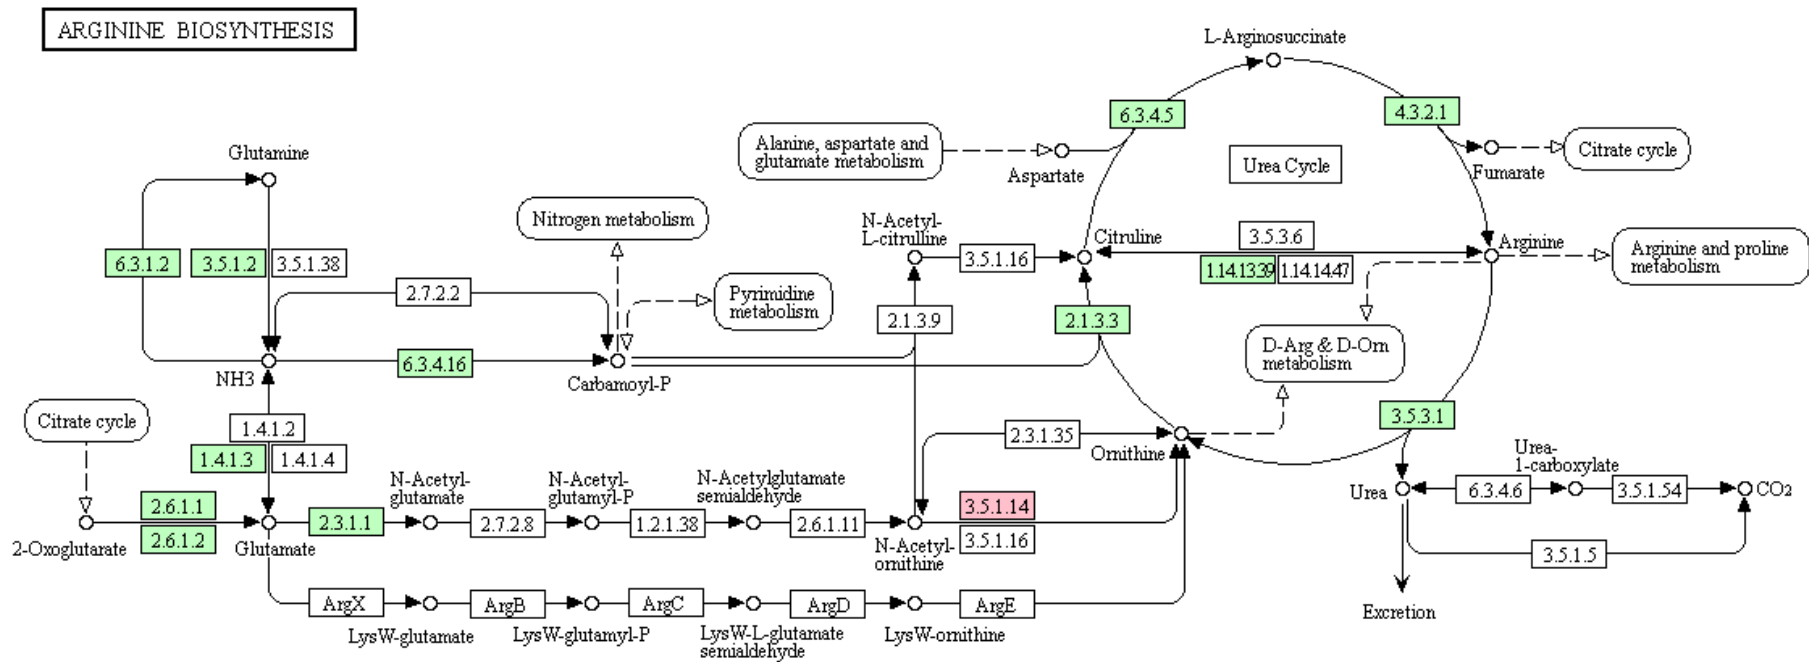 ARGININE BIOSYNTHESIS
L-Arginosuccinate
6.3.4.5
4.3.2.1
Glutamine
Alanine, aspartate and
glutamate metabolism
Aspartate
Urea Cycle
Fumarate
Citrate cycle
Nitrogen metabolism
N-Acetyl-
L-citrulline
Citruline
3.5.3.6
Arginine
Arginine and proline
metabolism
6.3.1.2
3.5.1.2
3.5.1.38
3.5.1.16
1.14.13.39
1.14.14.47
2.7.2.2
Pyrimidine
metabolism
2.1.3.9
2.1.3.3
D-Arg & D-Orn
metabolism
6.3.4.16
NH3
Carbamoyl-P
Citrate cycle
1.4.1.2
1.4.1.3
1.4.1.4
2.3.1.35
Ornithine
3.5.3.1
Urea-
1-carboxylate
N-Acetyl-
glutamate
N-Acetyl-
glutamyl-P
N-Acetylglutamate
semialdehyde
Urea
6.3.4.6
3.5.1.54
CO2
2.6.1.1
2.6.1.2
2-Oxoglutarate
Glutamate
2.3.1.1
2.7.2.8
1.2.1.38
2.6.1.11
N-Acetyl-
ornithine
3.5.1.14
3.5.1.16
3.5.1.5
ArgX
ArgB
ArgC
ArgD
ArgE
Excretion
LysW-glutamate
LysW-glutamyl-P
LysW-L-glutamate
semialdehyde
LysW-ornithine